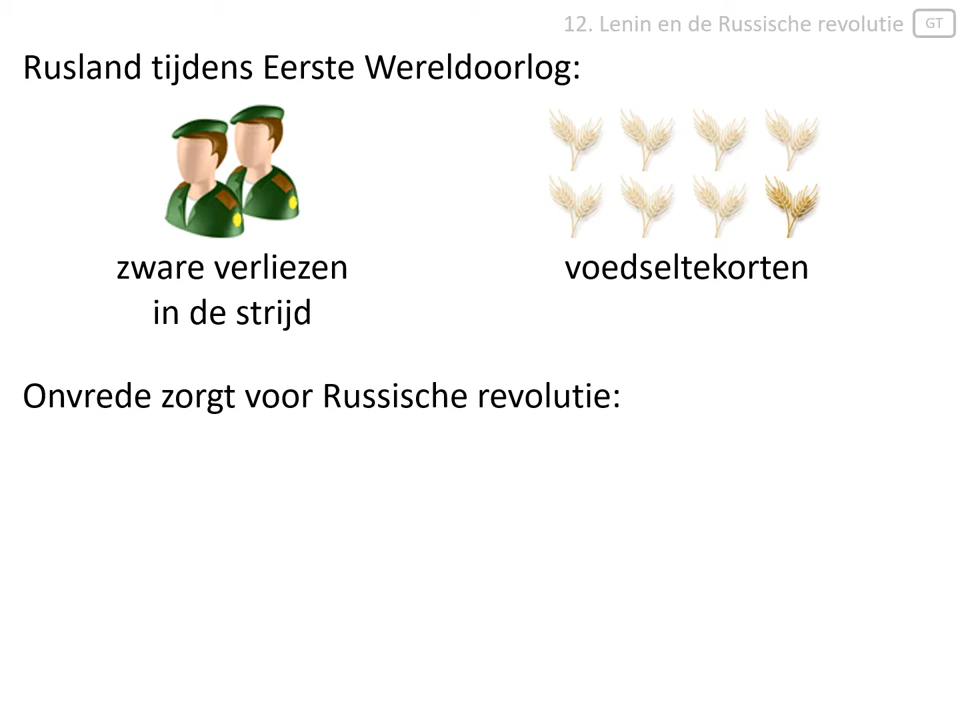 12. Lenin en de Russische revolutie GT
Rusland tijdens Eerste Wereldoorlog:
zware verliezen
in de strijd
voedseltekorten
Onvrede zorgt voor Russische revolutie: